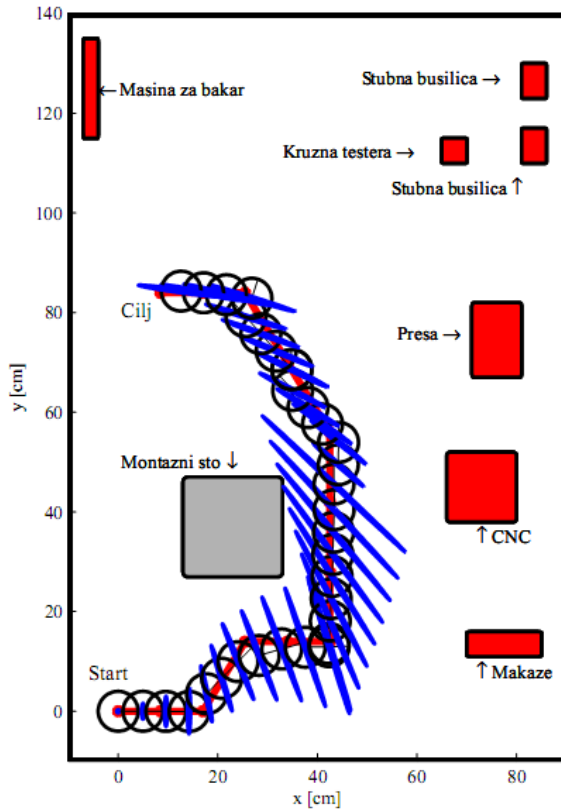 140
120
100
80
60
40
20
0
y [cm]
← Masina za bakar
Stubna busilica →
Kruzna testera →
Stubna busilica ↑
Cilj
Presa →
Montazni sto ↓
↑ CNC
Start
↑ Makaze
0 20 40 60 80
x [cm]